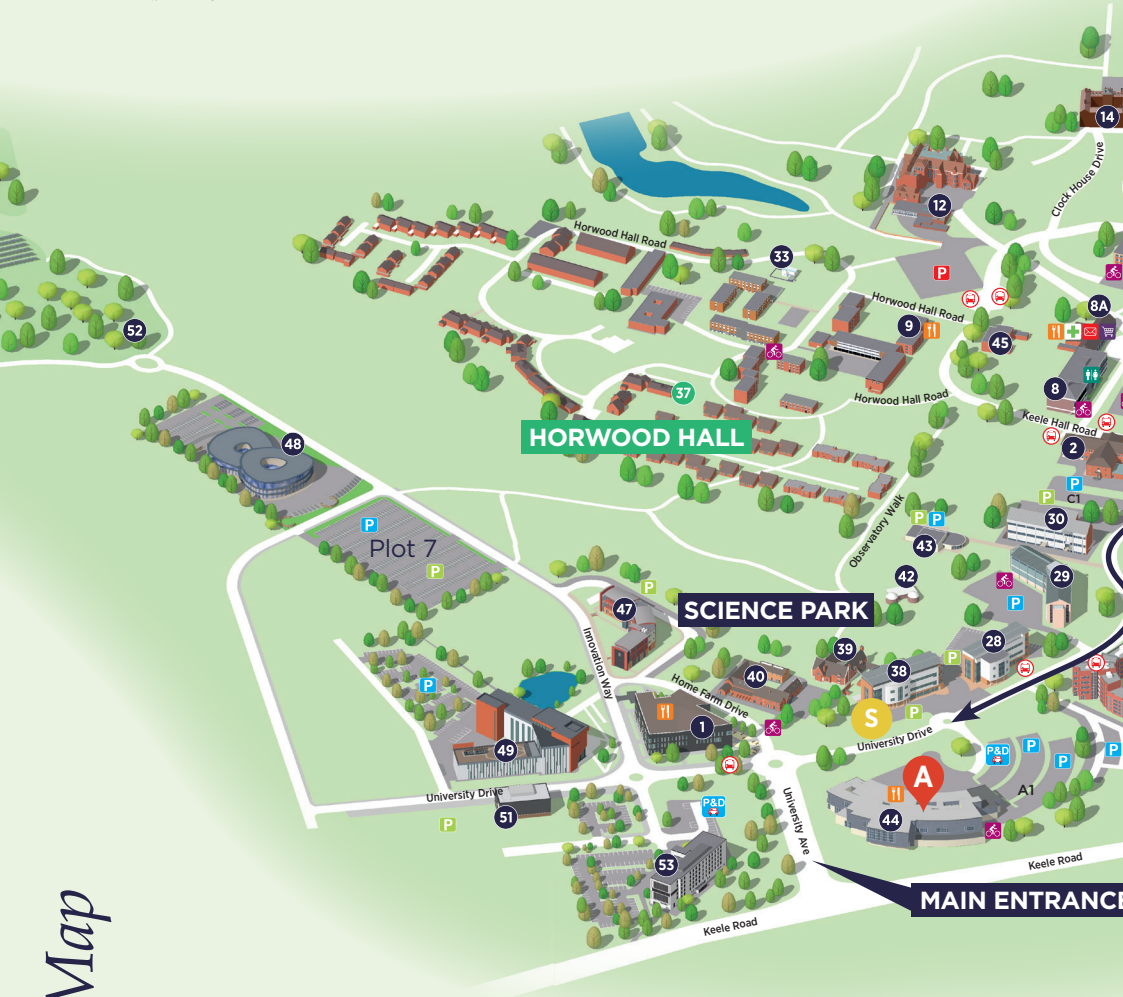 14
Clock House Drive
12
Horwood Hall Road
33
P
Horwood Hall Road
8A
9
45
52
37
8
Horwood Hall Road
HORWOOD HALL
Keele Hall Road
2
48
P
P
C1
30
P
P
43
Observatory Walk
P
Plot 7
P
29
42
P
P
47
SCIENCE PARK
28
39
P
38
40
Innovation Way
P
Home Farm Drive
S
P
1
University Drive
49
P&D
P
P
P
A
A1
44
University Drive
51
P&D
P
University Ave
53
Keele Road
MAIN ENTRANCE
Keele Road
Map